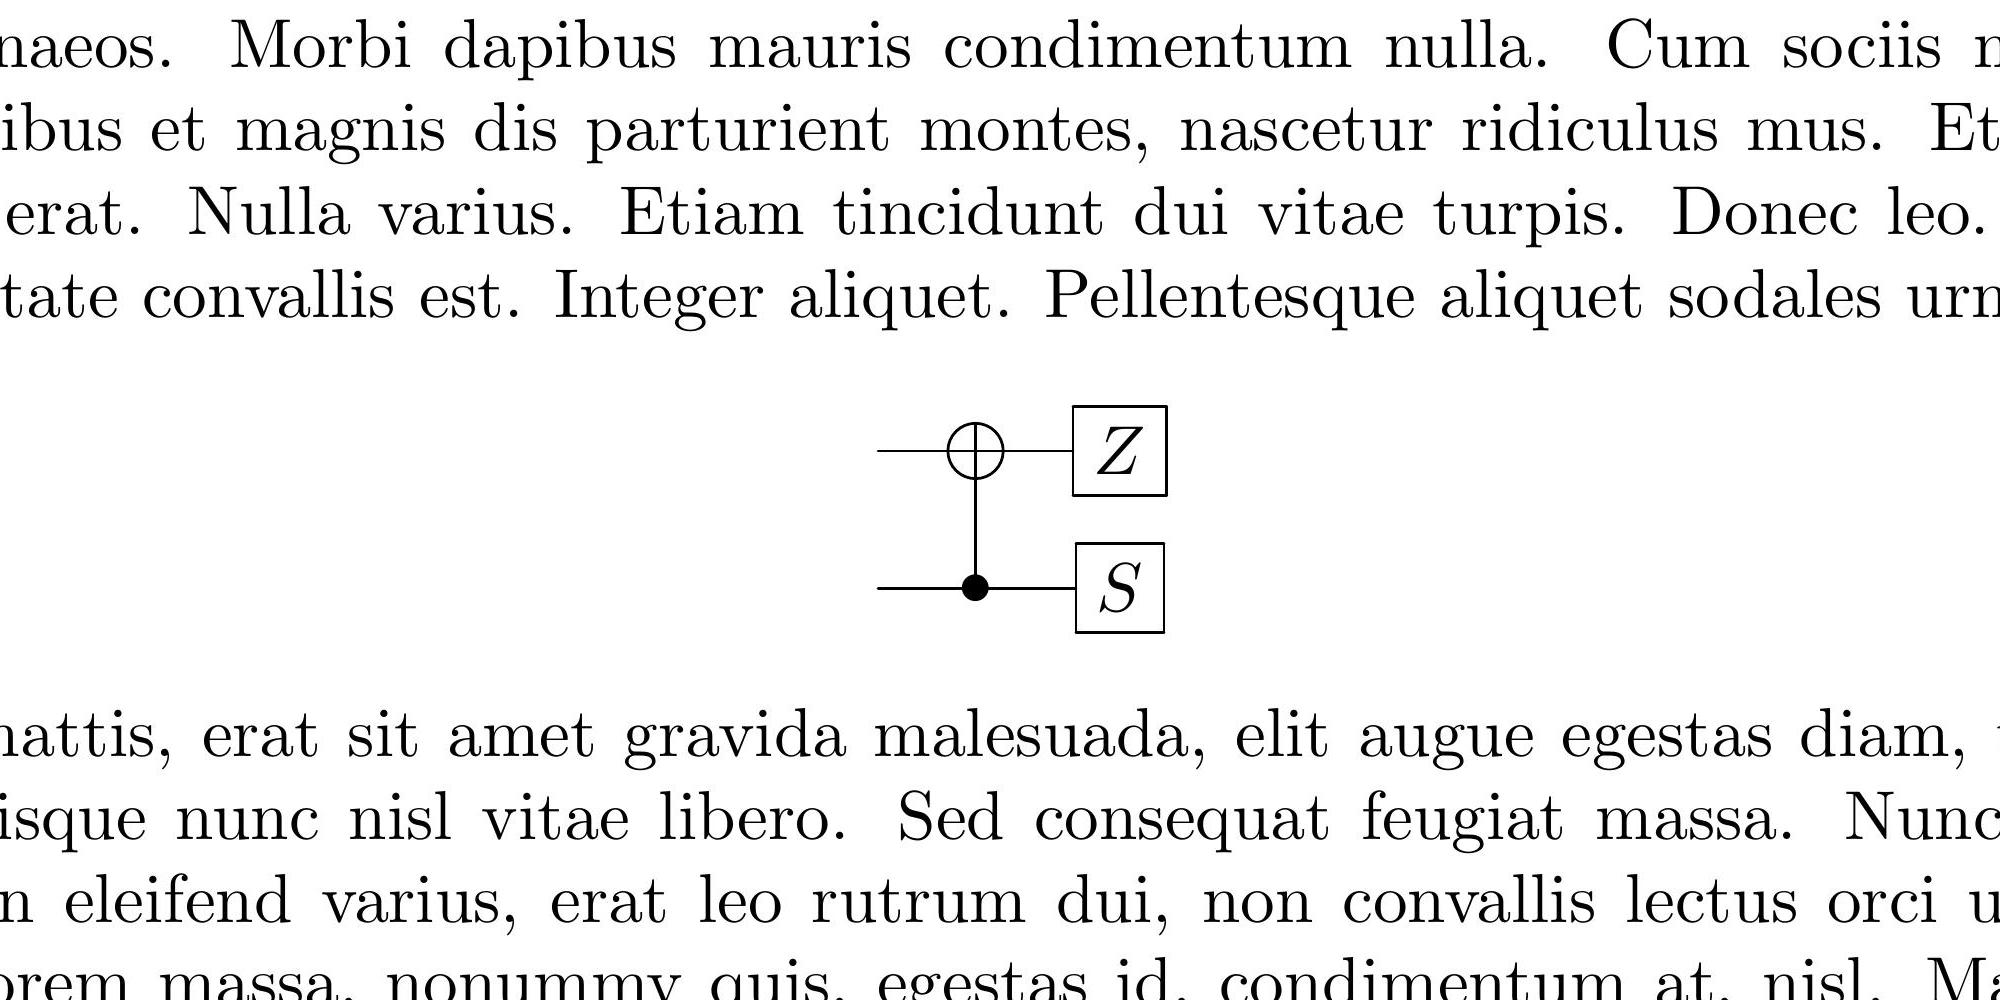 naeos. Morbi dapibus mauris condimentum nulla. Cum sociis n
ibus et magnis dis parturient montes, nascetur ridiculus mus. Et
erat. Nulla varius. Etiam tincidunt dui vitae turpis. Donec leo.
tate convallis est. Integer aliquet. Pellentesque aliquet sodales urn
Z
S
nattis, erat sit amet gravida malesuada, elit augue egestas diam,
isque nunc nisl vitae libero. Sed consequat feugiat massa. Nunc
n eleifend varius, erat leo rutrum dui, non convallis lectus orci u
orem massa, nonummy quis, egestas id, condimentum at, nisl. Ma